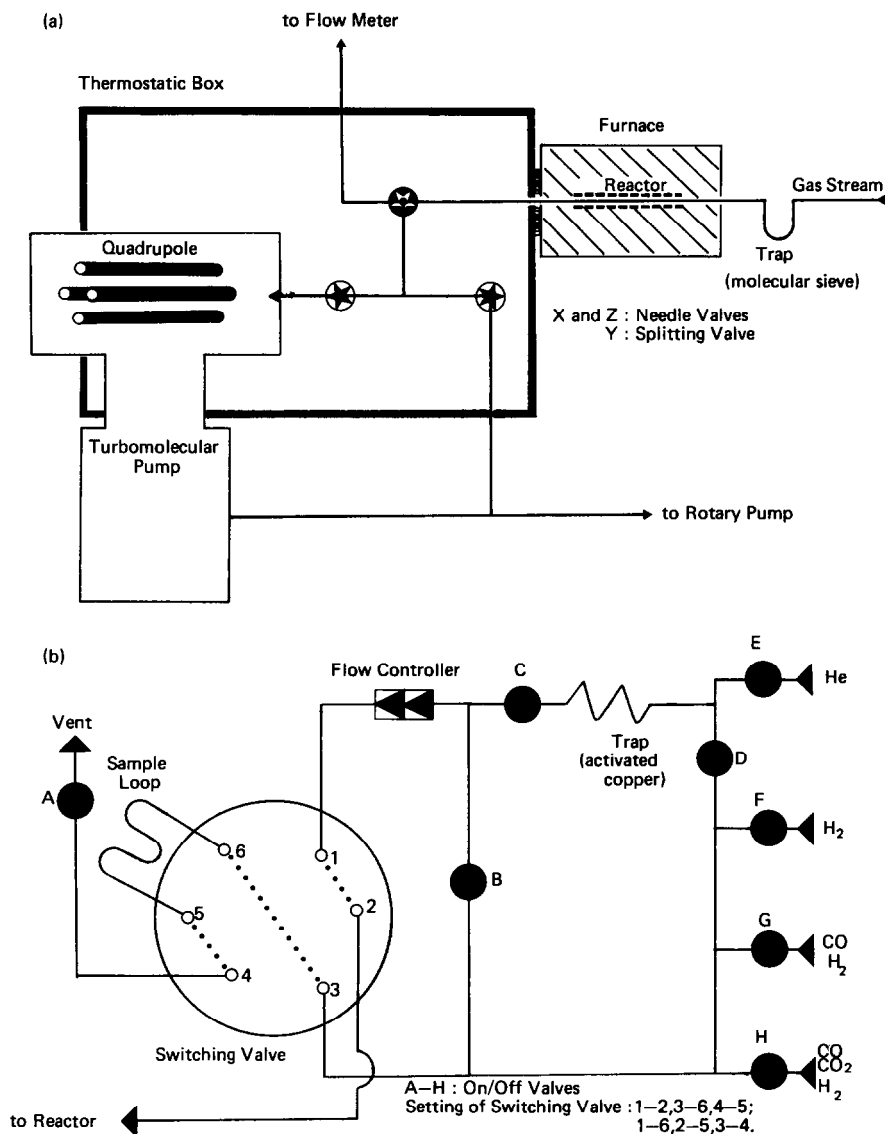 (a)
to Flow Meter
Thermostatic Box
Furnace
Reactor
Gas Stream
Trap
(molecular sieve)
Quadrupole
X and Z : Needle Valves
Y : Splitting Valve
Turbomolecular
Pump
to Rotary Pump
(b)
Flow Controller
C
E
He
Vent
Sample
Loop
Trap
(activated
copper)
D
A
F
H2
6
1
B
5
2
G
CO
H2
4
3
Switching Valve
H
CO
CO2
H2
A–H : On/Off Valves
Setting of Switching Valve : 1–2,3–6,4–5;
1–6,2–5,3–4.
to Reactor